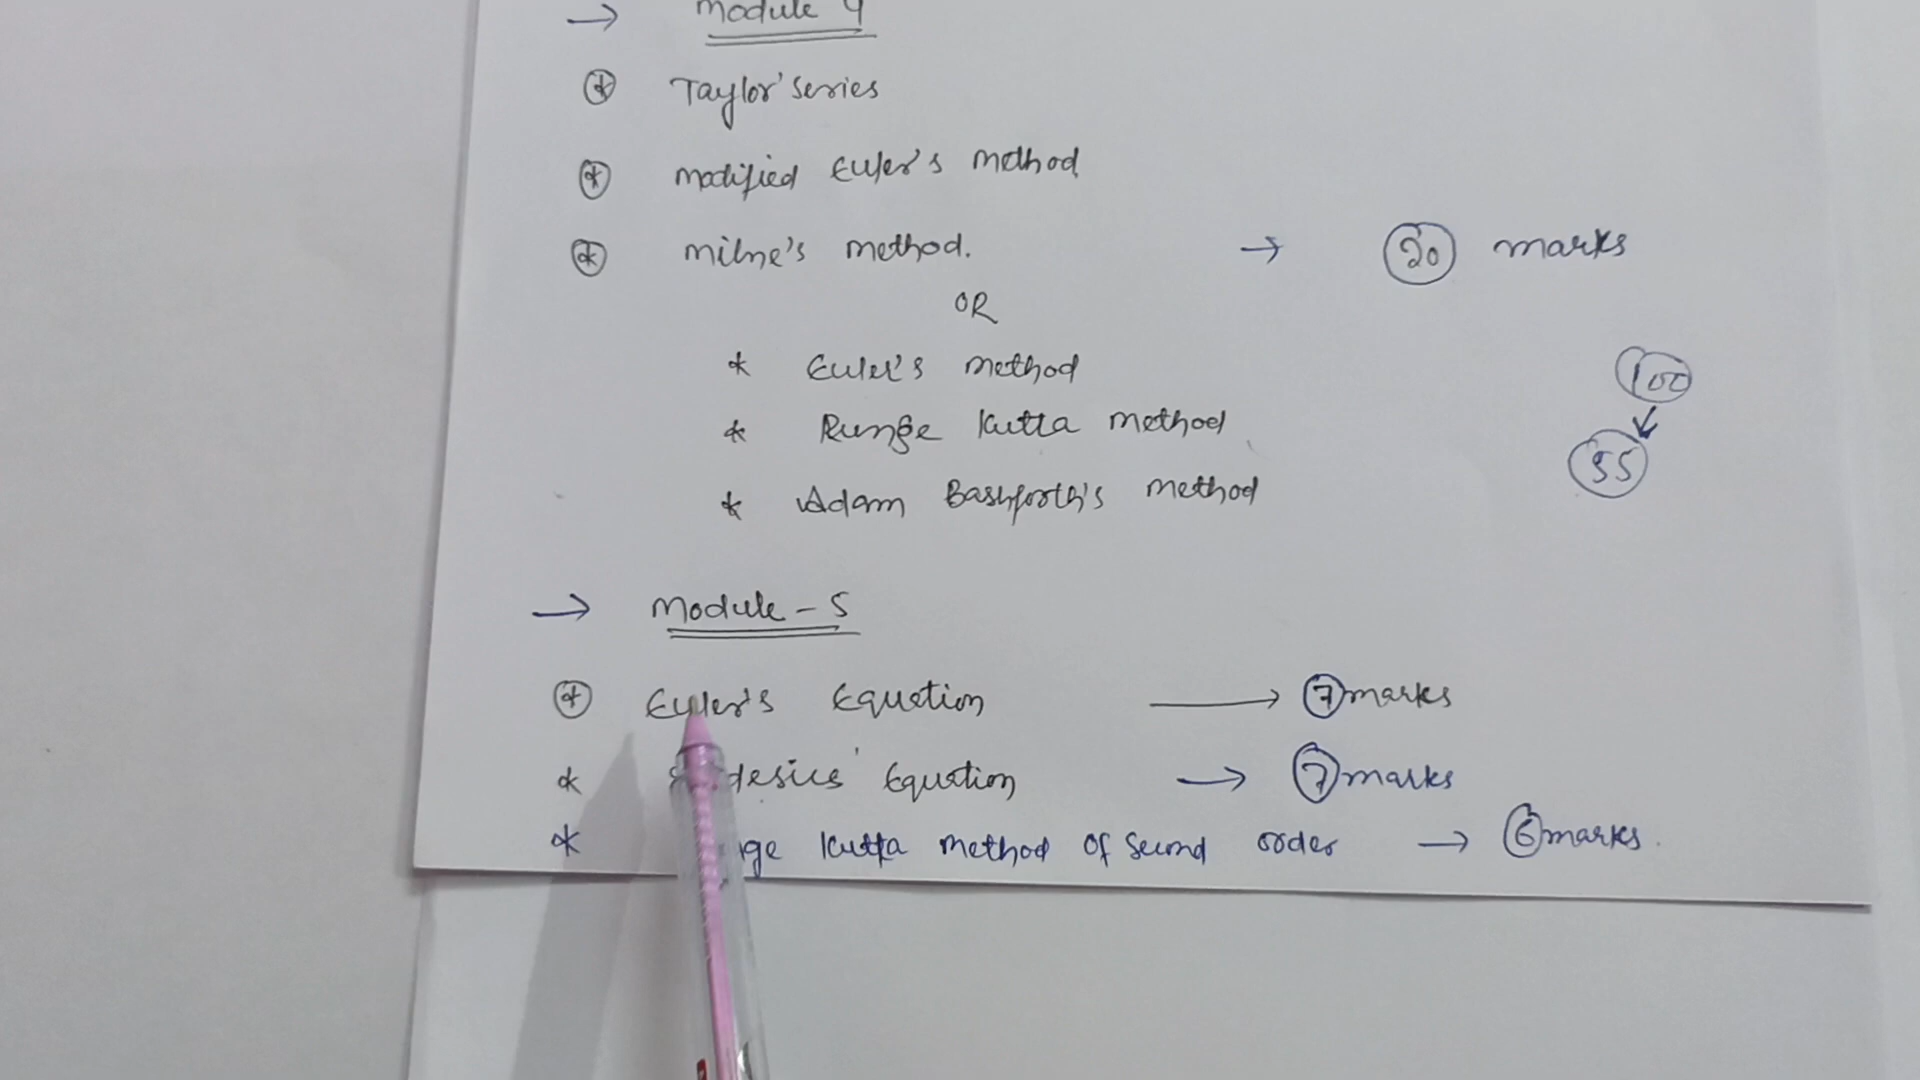 → Module 4
* Taylor' Series
* Modified Euler's Method
* Milne's method. → 20 marks
OR
* Euler's method
100
* Runge Kutta method
↓
55
* Adam Bashforth's method
→ Module - 5
* Euler's Equation → 7 marks
* Equation → 7 marks
* Kutta method of Second order → 6 marks.